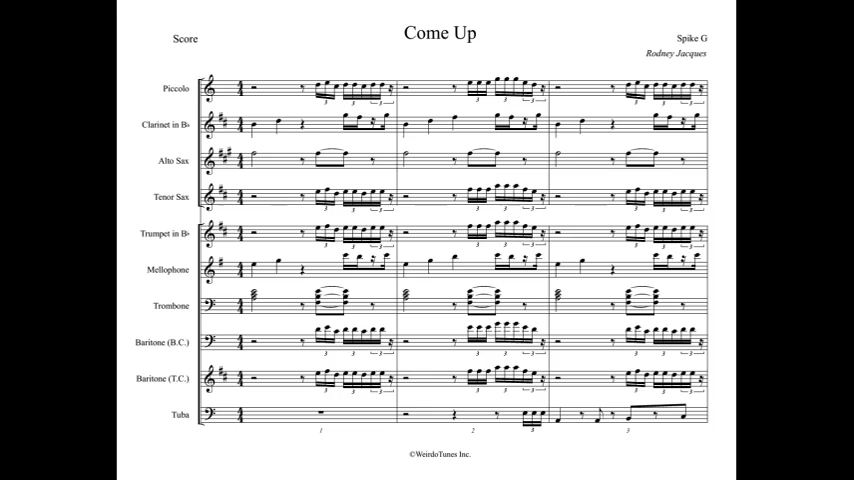 Come Up
Score
Spike G
Rodney Jacques
Piccolo
Clarinet in B♭
Alto Sax
Tenor Sax
Trumpet in B♭
Mellophone
Trombone
Baritone (B.C.)
Baritone (T.C.)
Tuba
1 2 3
©WeirdoTunes Inc.